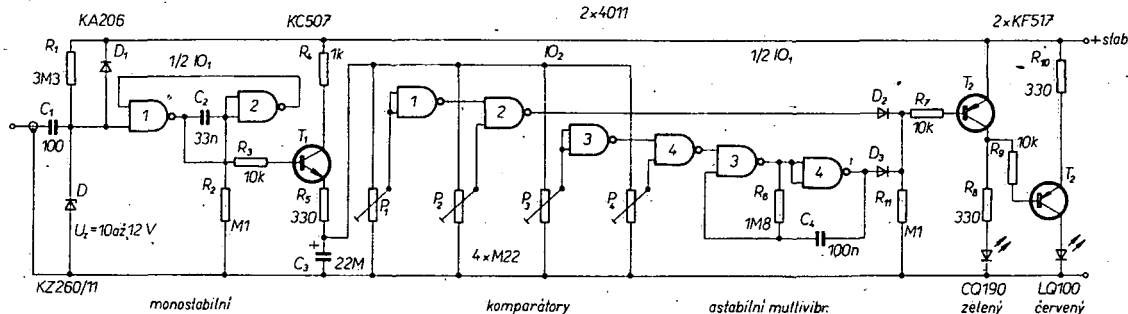 KA206 KC507 2×4011 2×KF517
+ stab
R₁ 3M3
D₁
1/2 IO₁
R₄ 1k
IO₂
1/2 IO₁
T₂
R₁₀ 330
C₁ 100
1
C₂ 33n
2
T₁
R₃ 10k
1
2
D₂
R₇ 10k
3
4
3
4
D₃
R₉ 10k
T₂
D
U_z = 10 až 12 V
R₂ M1
R₅ 330
P₁
P₂
P₃
P₄
R₆ 1M8
C₄ 100n
R₁₁ M1
R₈ 330
+
C₃ 22M
4×M22
KZ260/11
monostabilní komparátory astabilní multivibr.
CQ190 zelený
LQ100 červený